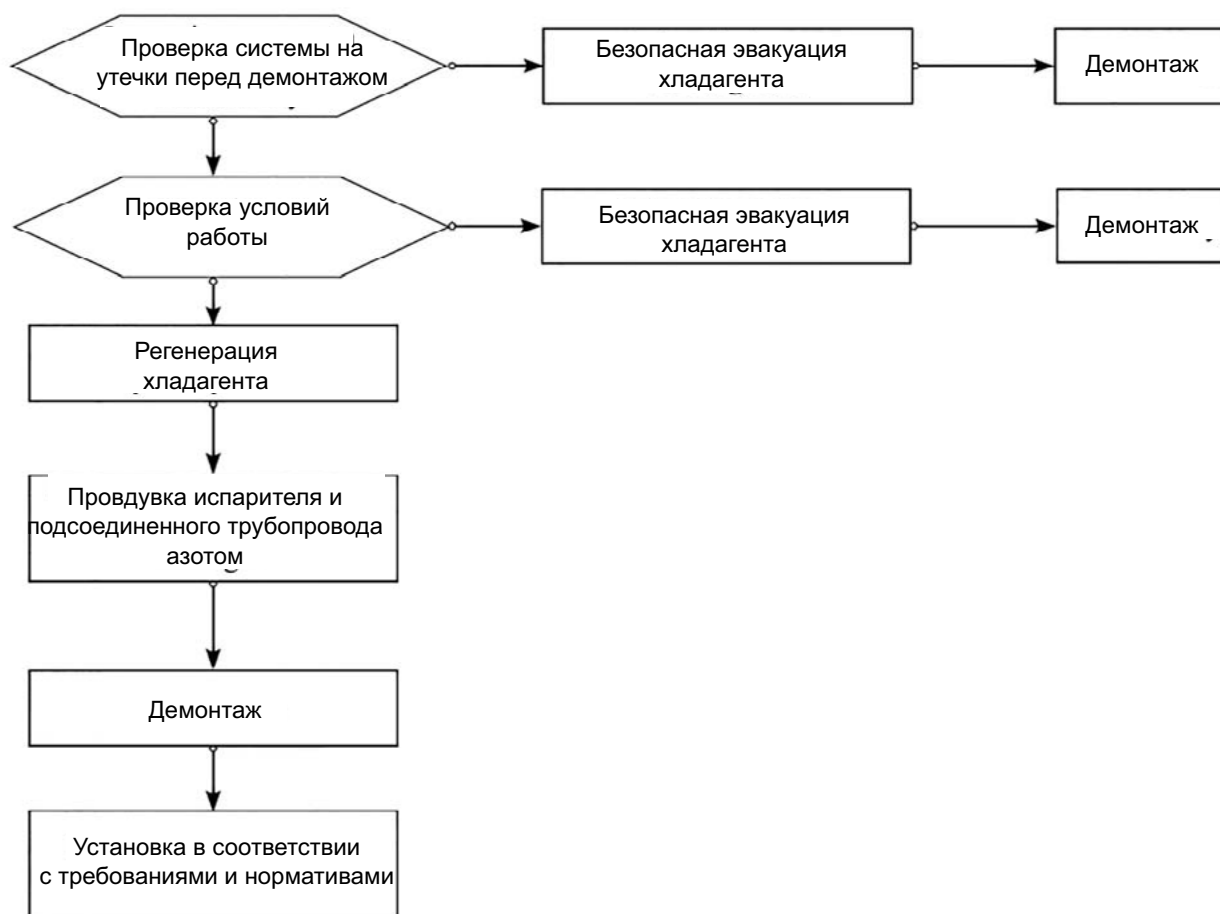 Проверка системы на
утечки перед демонтажом
Безопасная эвакуация
хладагента
Демонтаж
Проверка условий
работы
Безопасная эвакуация
хладагента
Демонтаж
Регенерация
хладагента
Провдувка испарителя и
подсоединенного трубопровода
азотом
Демонтаж
Установка в соответствии
с требованиями и нормативами